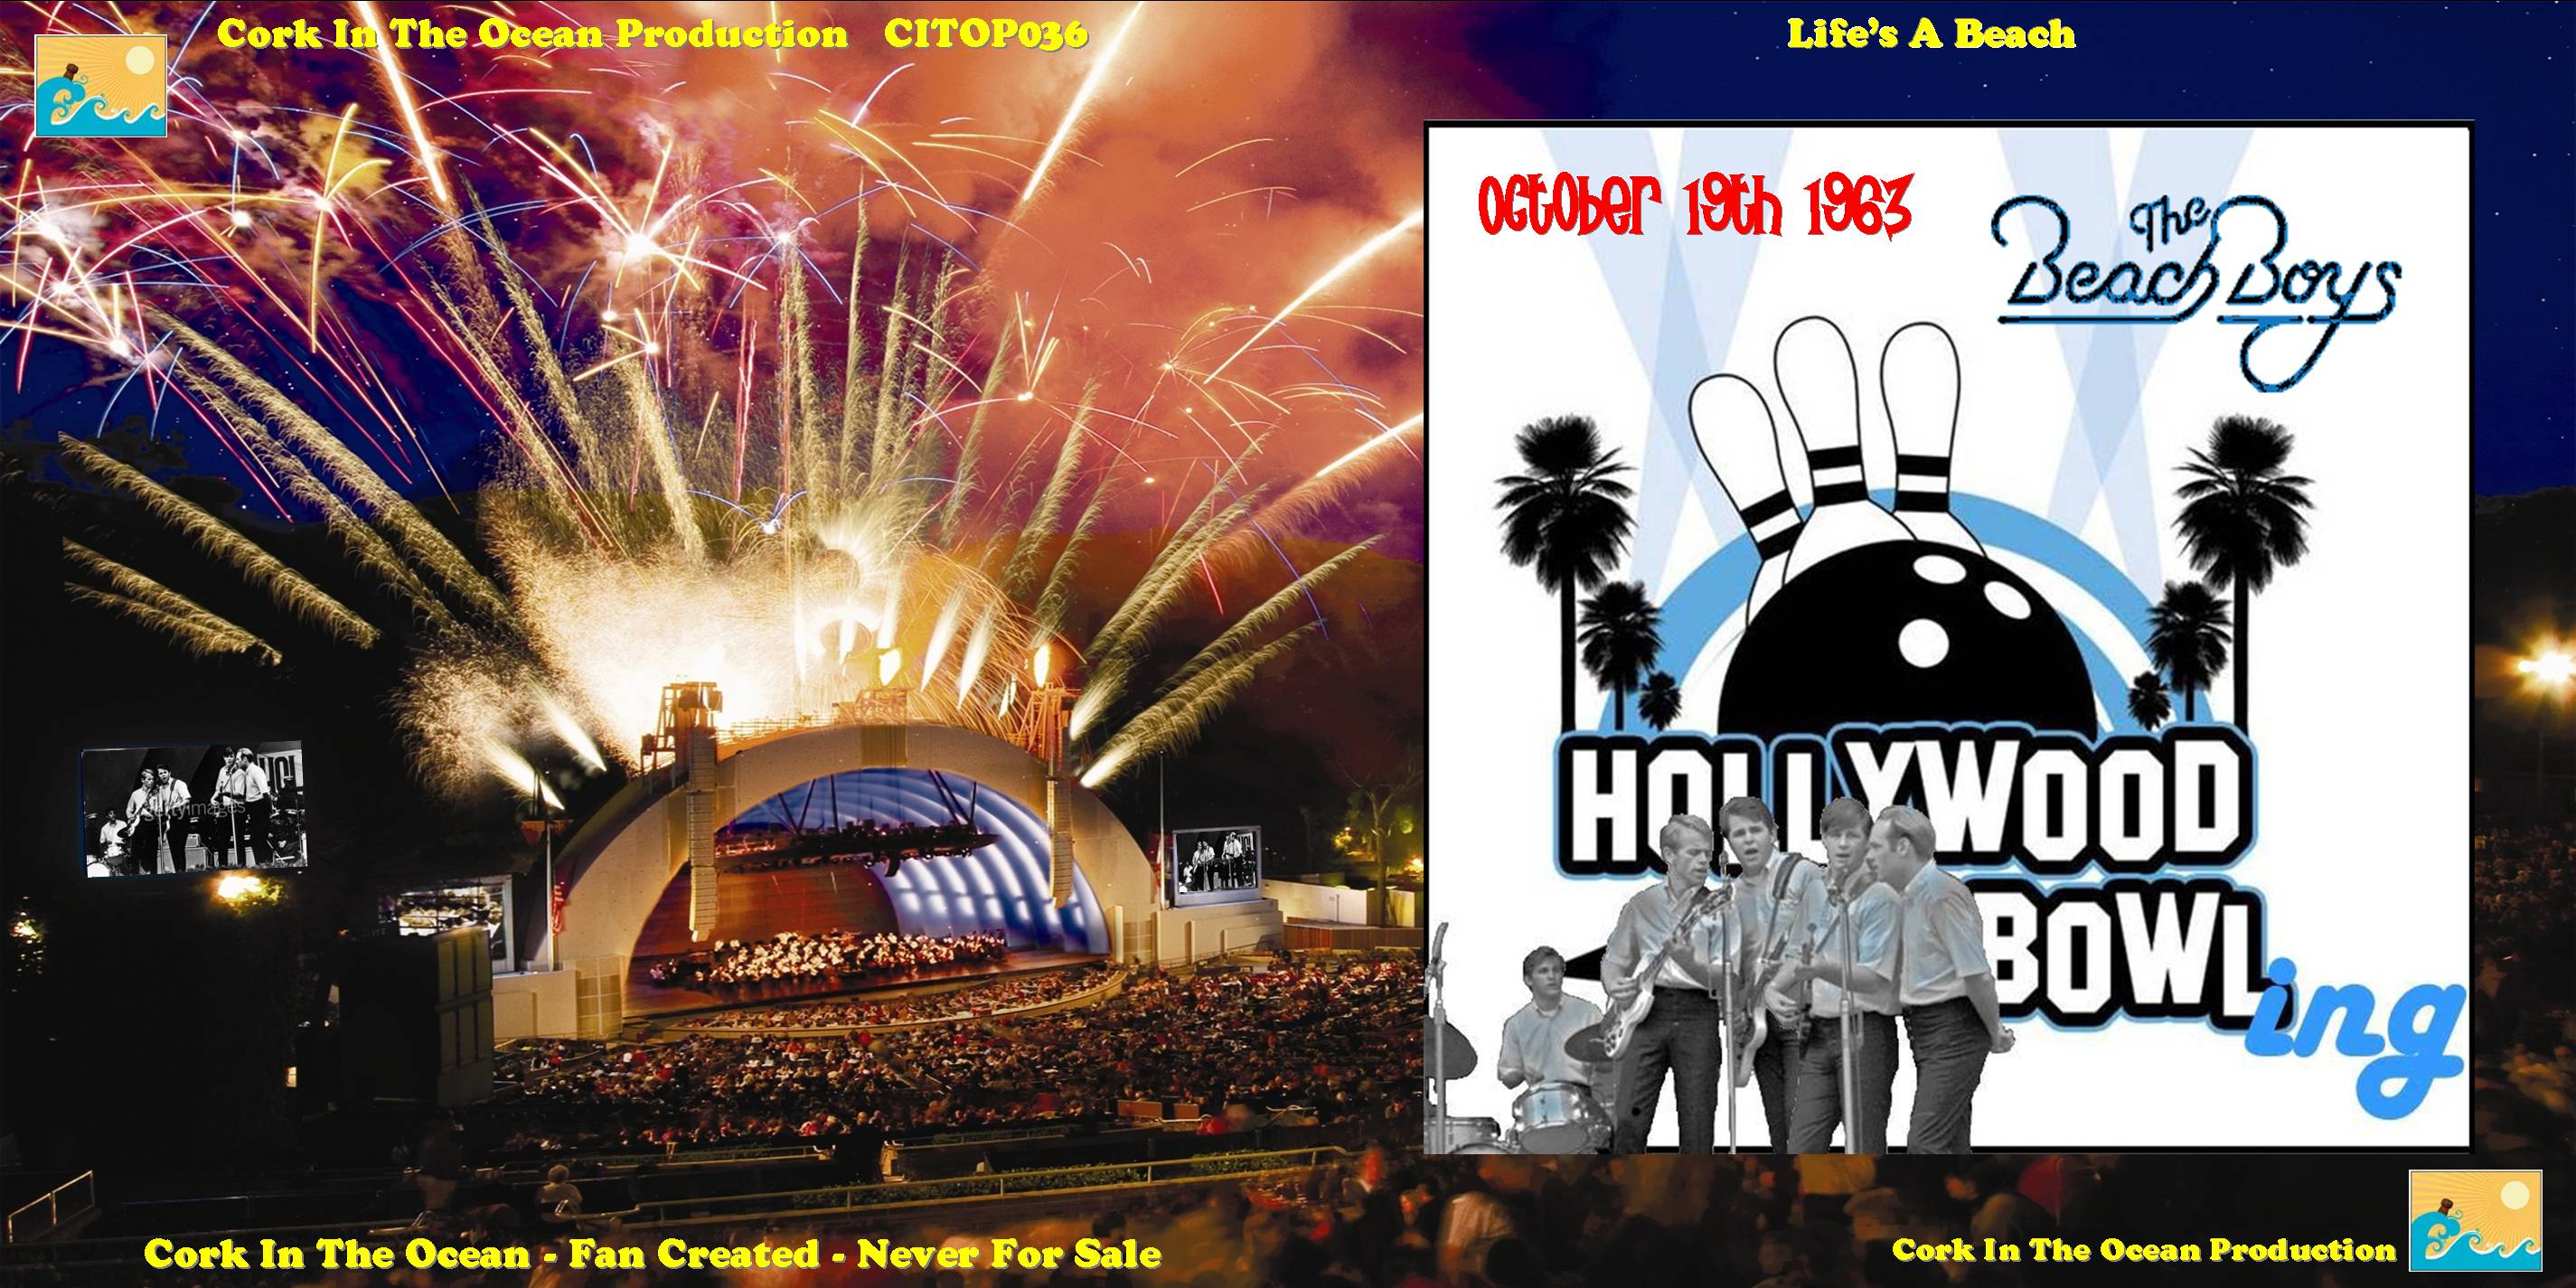 Cork In The Ocean Production CITOP036
Life's A Beach
October 19th 1963
The
Beach Boys
HOLLYWOOD
BOWLing
gettyimages
Cork In The Ocean - Fan Created - Never For Sale
Cork In The Ocean Production